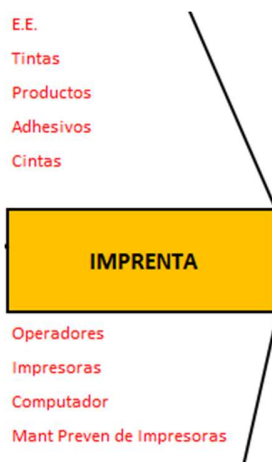 E.E.
Tintas
Productos
Adhesivos
Cintas
IMPRENTA
Operadores
Impresoras
Computador
Mant Preven de Impresoras